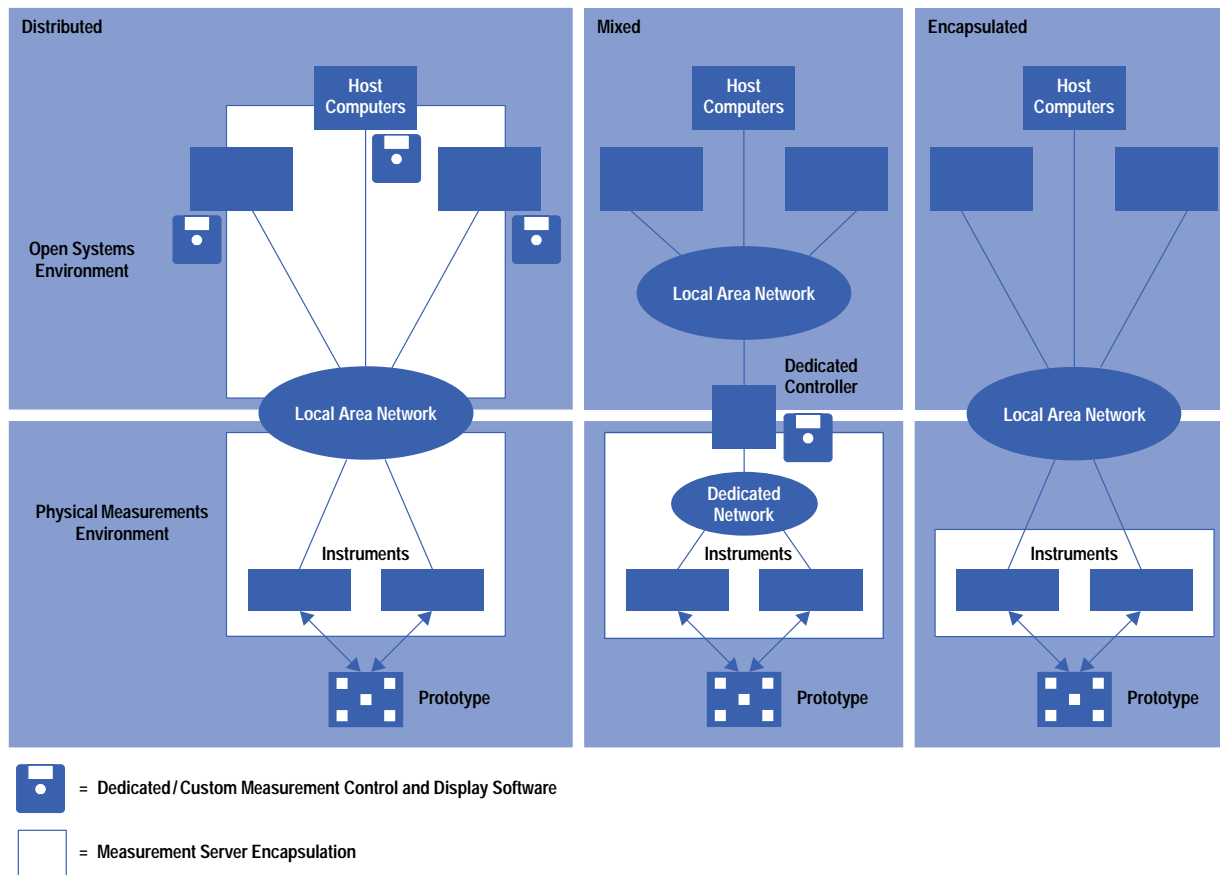 Distributed
Host
Computers
Open Systems
Environment
Local Area Network
Physical Measurements
Environment
Instruments
Prototype
Mixed
Host
Computers
Local Area Network
Dedicated
Controller
Dedicated
Network
Instruments
Prototype
Encapsulated
Host
Computers
Local Area Network
Instruments
Prototype
= Dedicated/Custom Measurement Control and Display Software
= Measurement Server Encapsulation